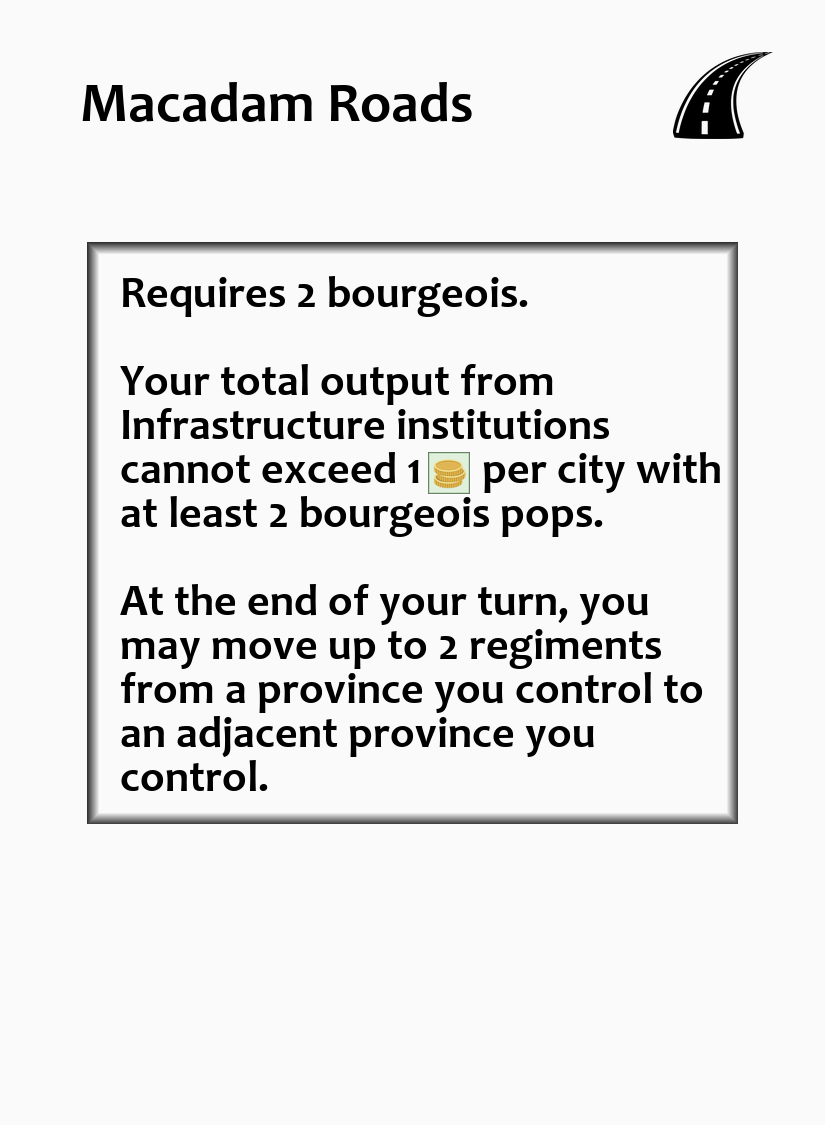 Macadam Roads
Requires 2 bourgeois.
Your total output from
Infrastructure institutions
cannot exceed 1 per city with
at least 2 bourgeois pops.
At the end of your turn, you
may move up to 2 regiments
from a province you control to
an adjacent province you
control.